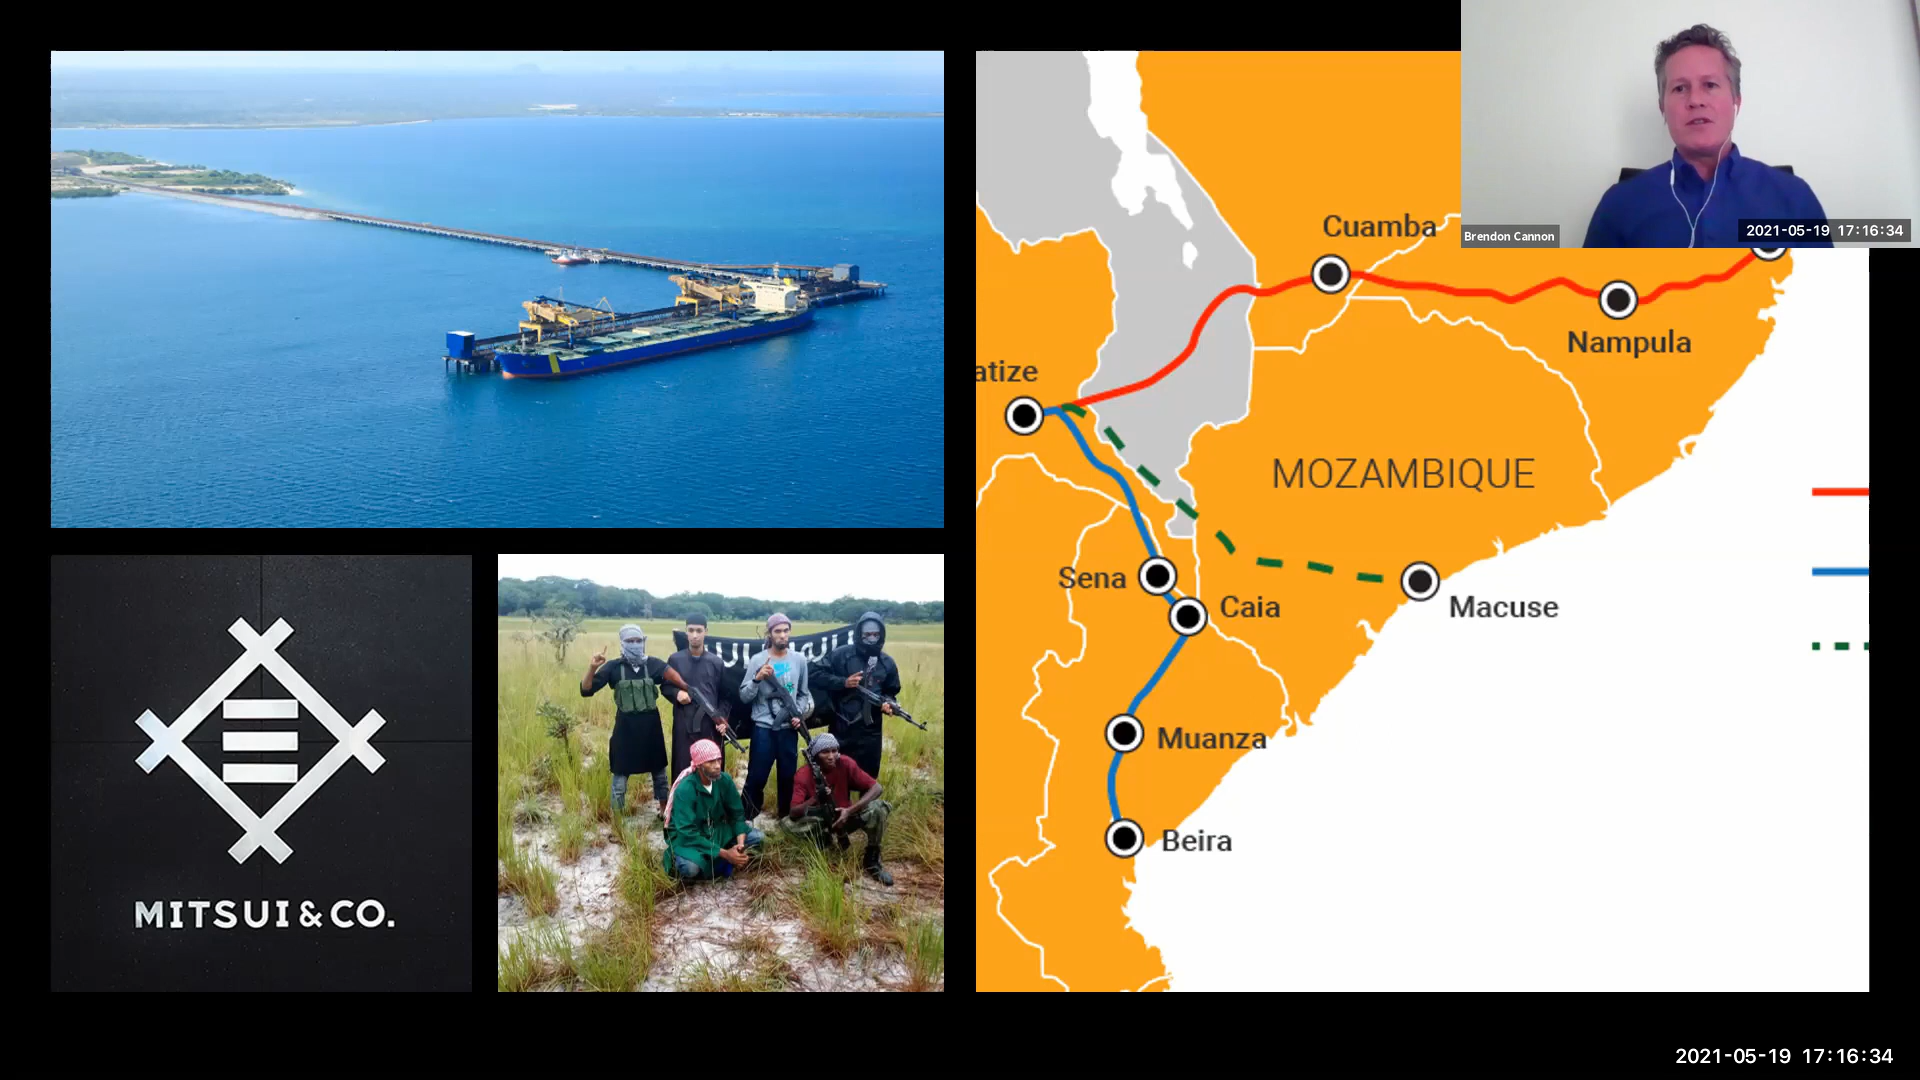 Brendon Cannon
2021-05-19 17:16:34
Cuamba
Nampula
atize
MOZAMBIQUE
Sena
Caia
Macuse
Muanza
Beira
MITSUI & CO.
2021-05-19 17:16:34